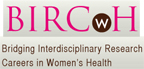 BIRCwH
Bridging Interdisciplinary Research
Careers in Women's Health